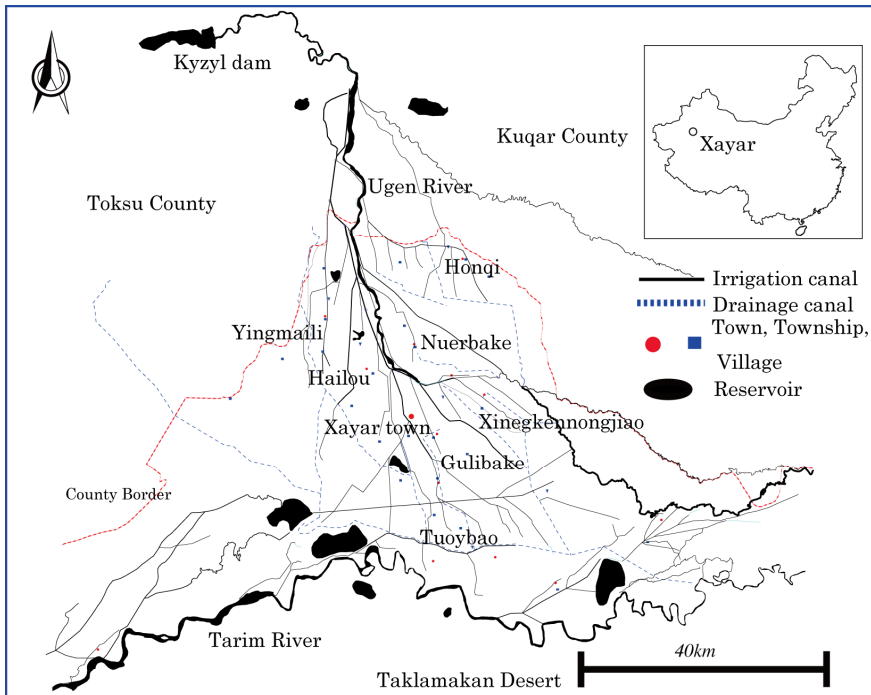 Kyzyl dam
Kuqar County
Xayar
Ugen River
Toksu County
Honqi
Irrigation canal
Drainage canal
Town, Township,
Village
Reservoir
Yingmaili
Nuerbake
Hailou
Xayar town
Xinegkennongjiao
Gulibake
County Border
Tuoybao
Tarim River
40km
Taklamakan Desert